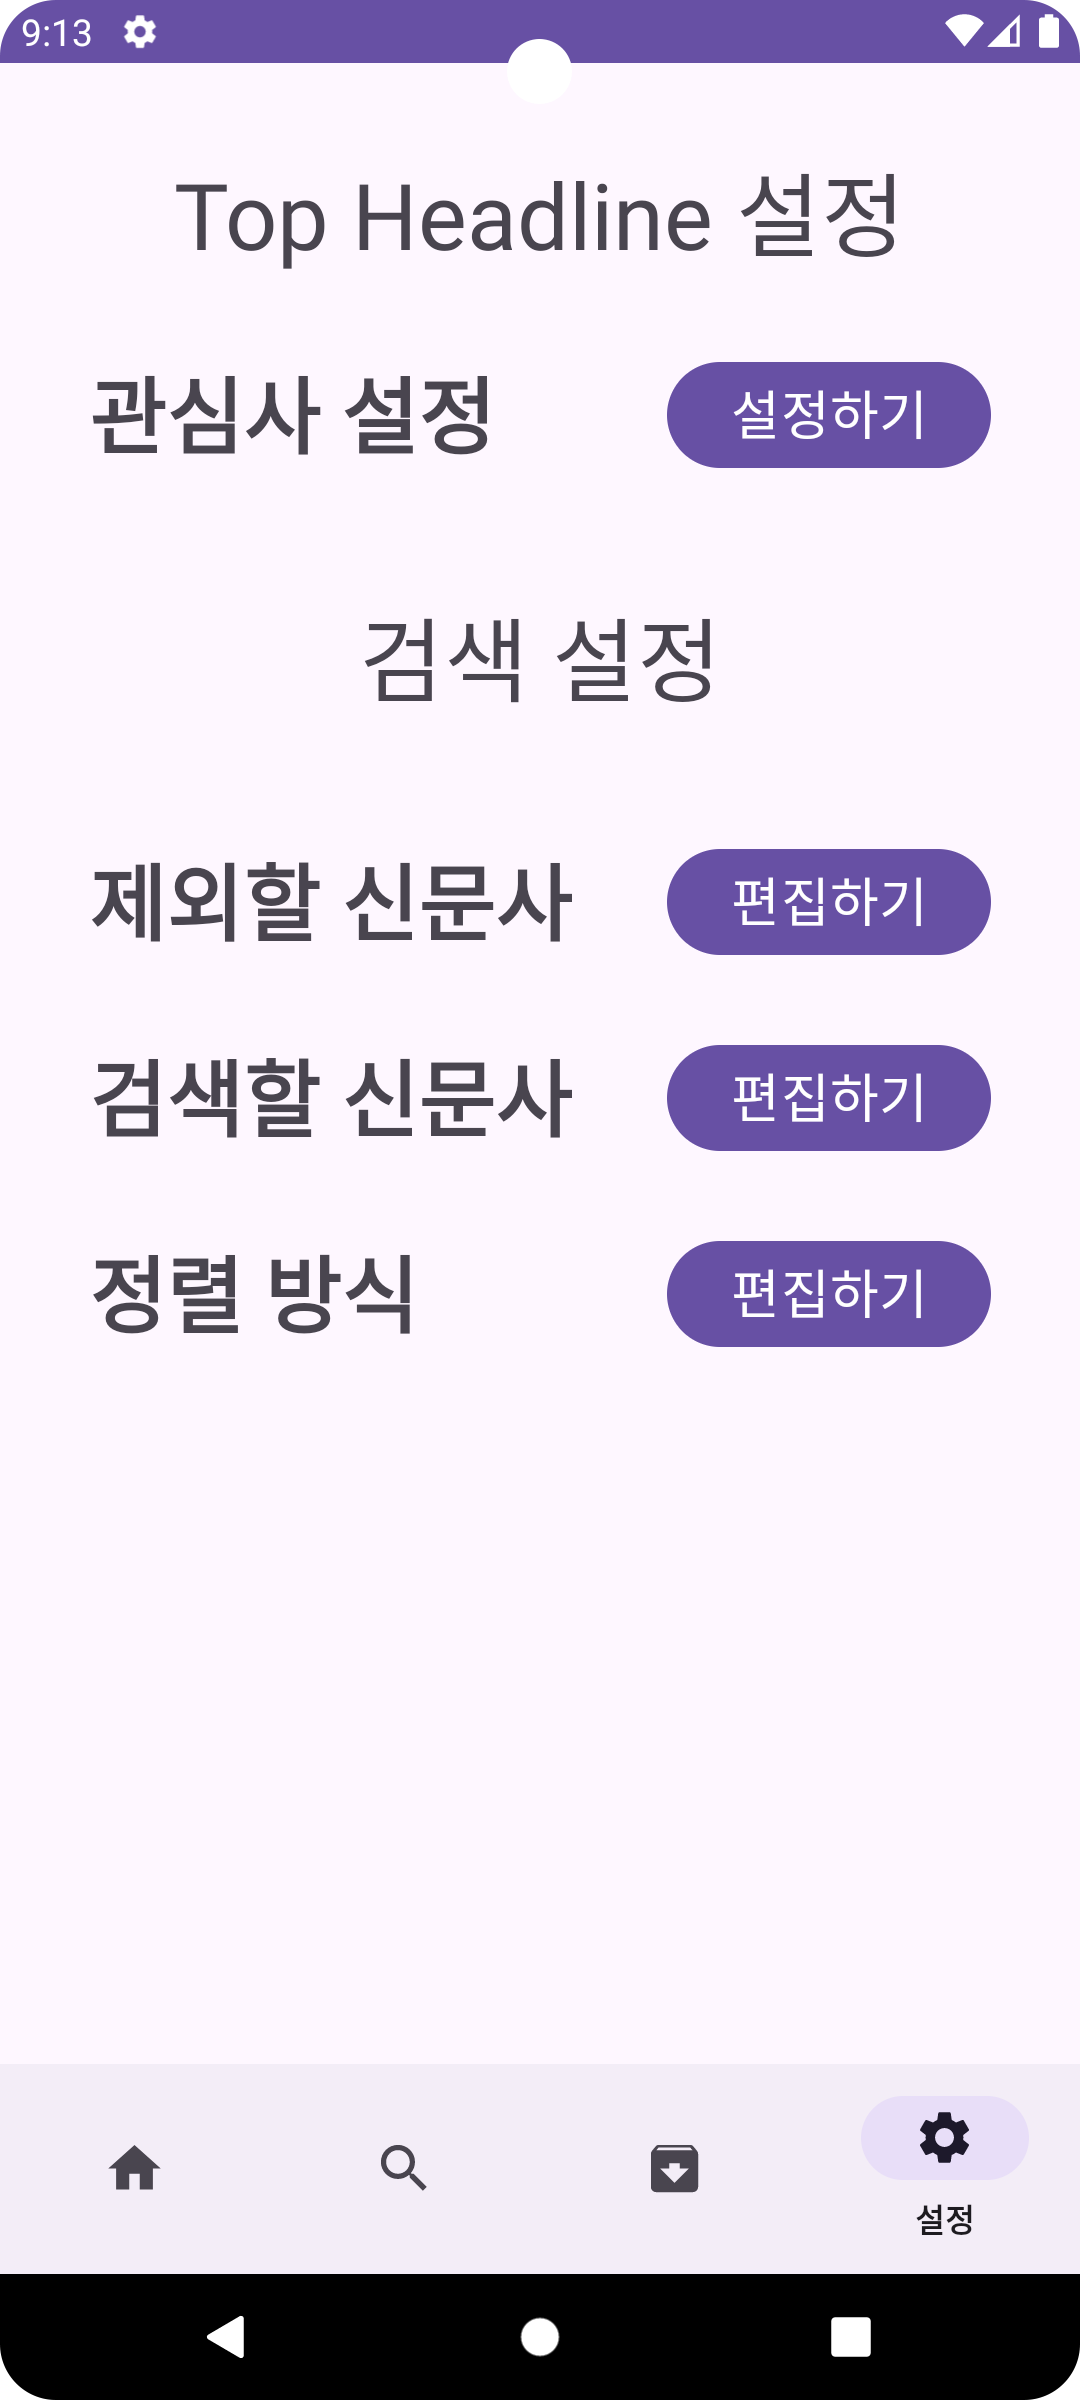 9:13
Top Headline 설정
관심사 설정 설정하기
검색 설정
제외할 신문사 편집하기
검색할 신문사 편집하기
정렬 방식 편집하기
설정